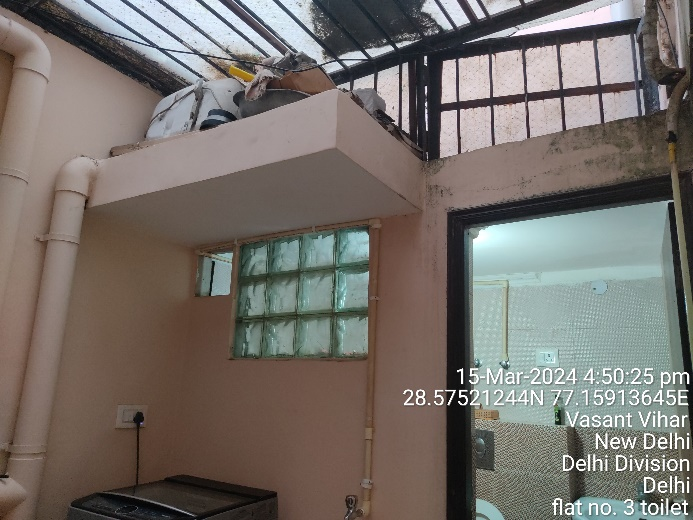 15-Mar-2024 4:50:25 pm
28.57521244N 77.15913645E
Vasant Vihar
New Delhi
Delhi Division
Delhi
flat no. 3 toilet